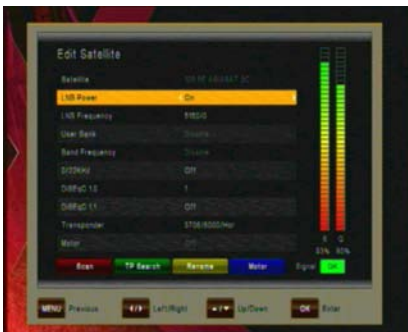 Edit Satellite
Satellite
LNB Power On
LNB Frequency 5150/0
User Bank Disable
Band Frequency Disable
0/22KHz Off
DiSEqC 1.0 1
DiSEqC 1.1 Off
Transponder /Hor
Motor Off
Scan TP Search Rename Motor
S Q
90%
Signal OK
MENU Previous Left/Right Up/Down OK Enter